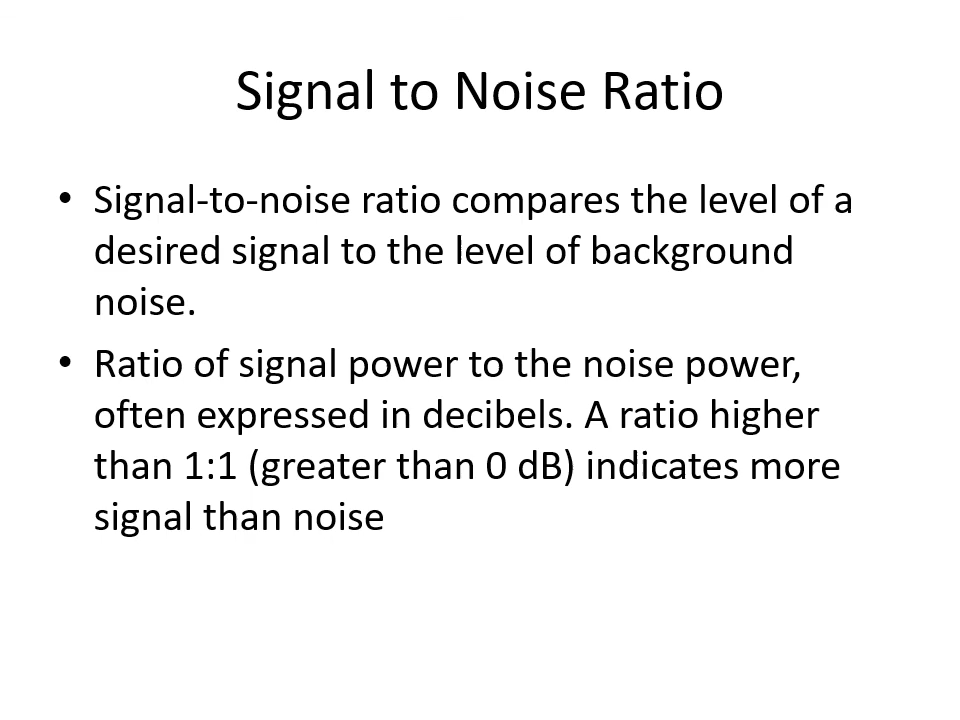 Signal to Noise Ratio
• Signal-to-noise ratio compares the level of a
desired signal to the level of background
noise.
• Ratio of signal power to the noise power,
often expressed in decibels. A ratio higher
than 1:1 (greater than 0 dB) indicates more
signal than noise